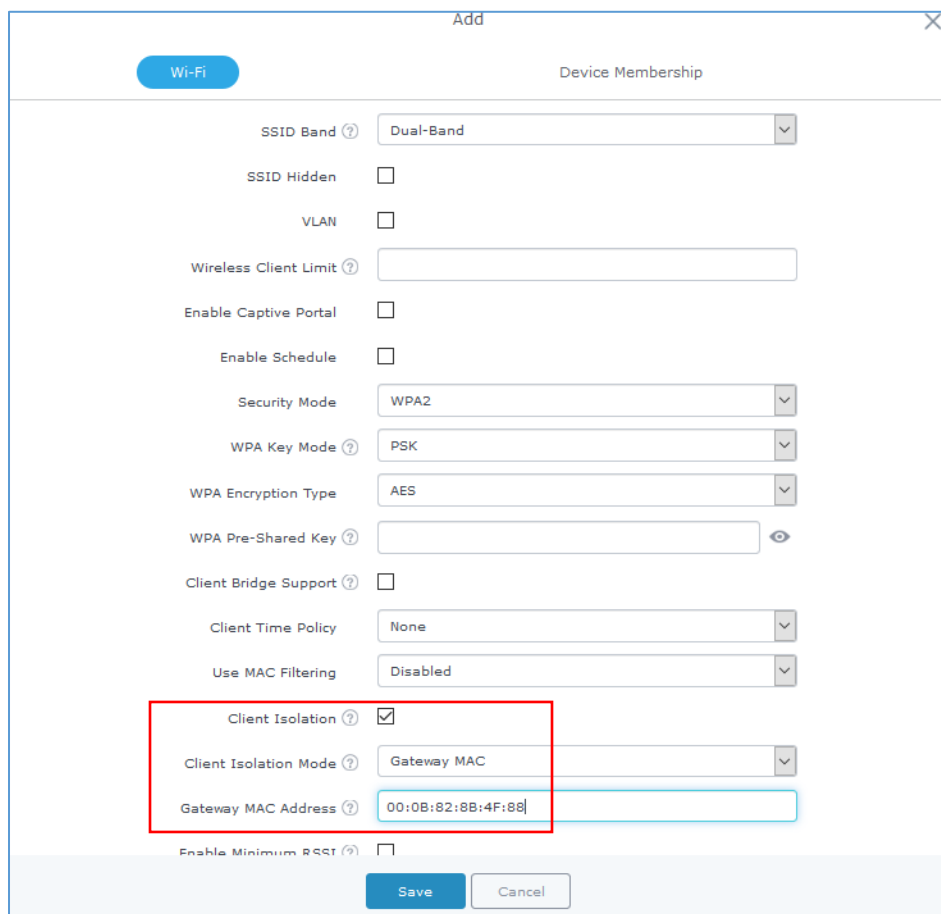 Add
Wi-Fi Device Membership
SSID Band ? Dual-Band
SSID Hidden
VLAN
Wireless Client Limit ?
Enable Captive Portal
Enable Schedule
Security Mode WPA2
WPA Key Mode ? PSK
WPA Encryption Type AES
WPA Pre-Shared Key ?
Client Bridge Support ?
Client Time Policy None
Use MAC Filtering Disabled
Client Isolation ?
Client Isolation Mode ? Gateway MAC
Gateway MAC Address ? 00:0B:82:8B:4F:88
Enable Minimum RSSI ?
Save Cancel